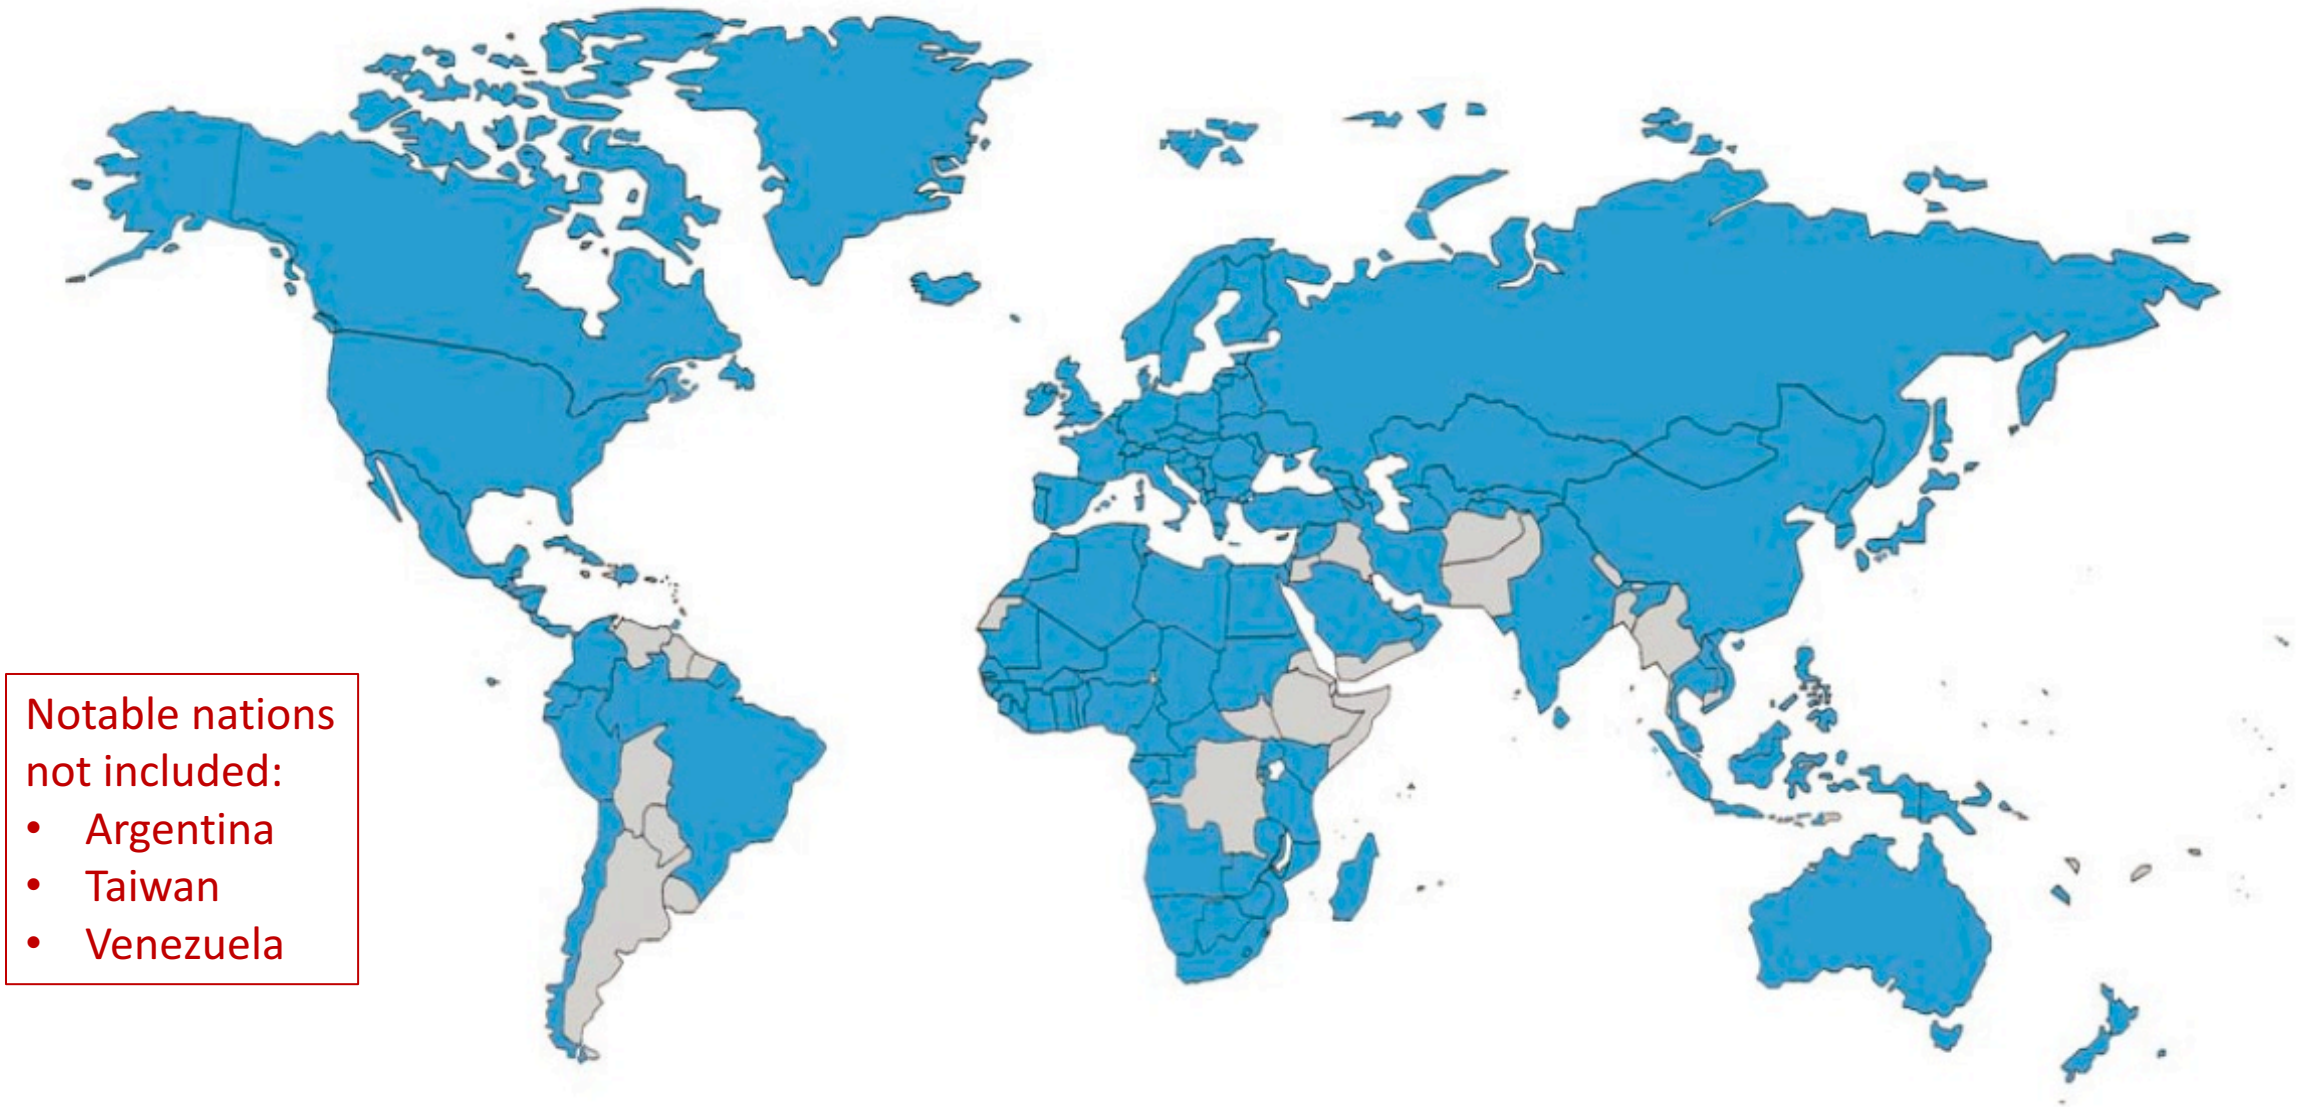 Notable nations
not included:
• Argentina
• Taiwan
• Venezuela